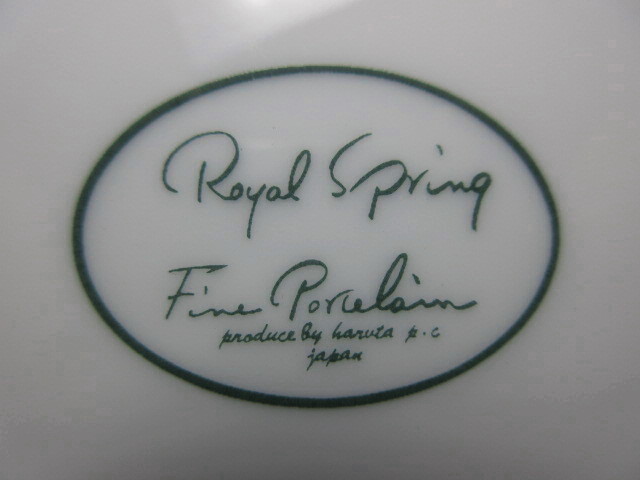 Royal Spring
Fine Porcelain
produce by haruta p.c
japan